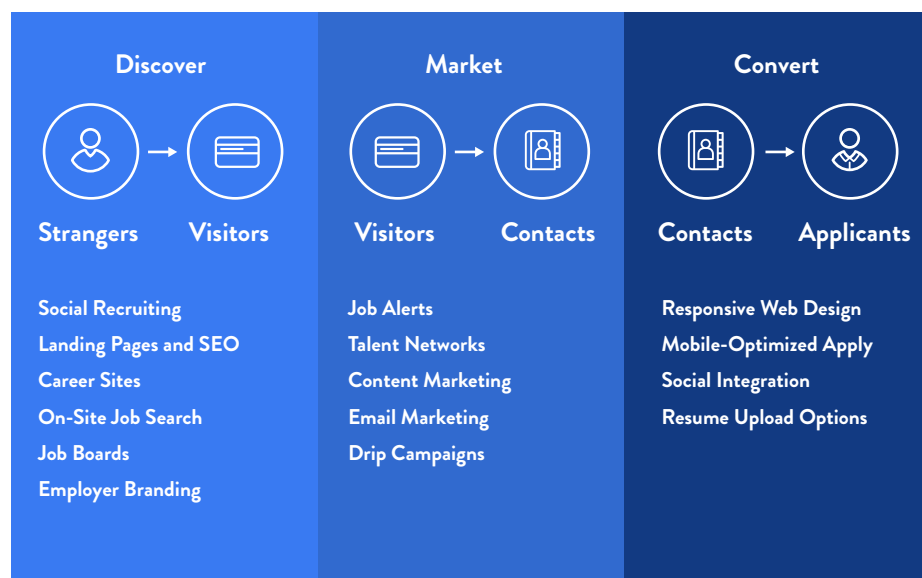 Discover
Strangers
Visitors
Social Recruiting
Landing Pages and SEO
Career Sites
On-Site Job Search
Job Boards
Employer Branding
Market
Visitors
Contacts
Job Alerts
Talent Networks
Content Marketing
Email Marketing
Drip Campaigns
Convert
Contacts
Applicants
Responsive Web Design
Mobile-Optimized Apply
Social Integration
Resume Upload Options